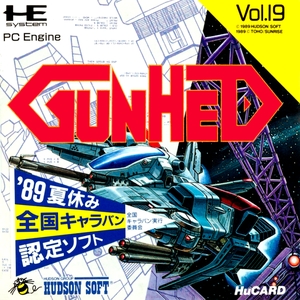 HE
system
PC Engine
Vol.19
© 1989 HUDSON SOFT
1989 © TOHO/SUNRISE
GUNHED
'89夏休み
全国キャラバン
認定ソフト
全国
キャラバン実行
委員会
HUDSON GROUP
HUDSON SOFT
HuCARD